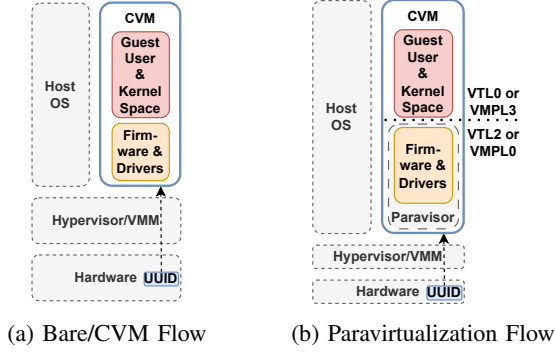 CVM
Guest
User
&
Kernel
Space
Host
OS
Firm-
ware &
Drivers
Hypervisor/VMM
Hardware
UUID
(a) Bare/CVM Flow
CVM
Guest
User
&
Kernel
Space
Host
OS
VTL0 or
VMPL3
VTL2 or
VMPL0
Firm-
ware &
Drivers
Paravisor
Hypervisor/VMM
Hardware
UUID
(b) Paravirtualization Flow